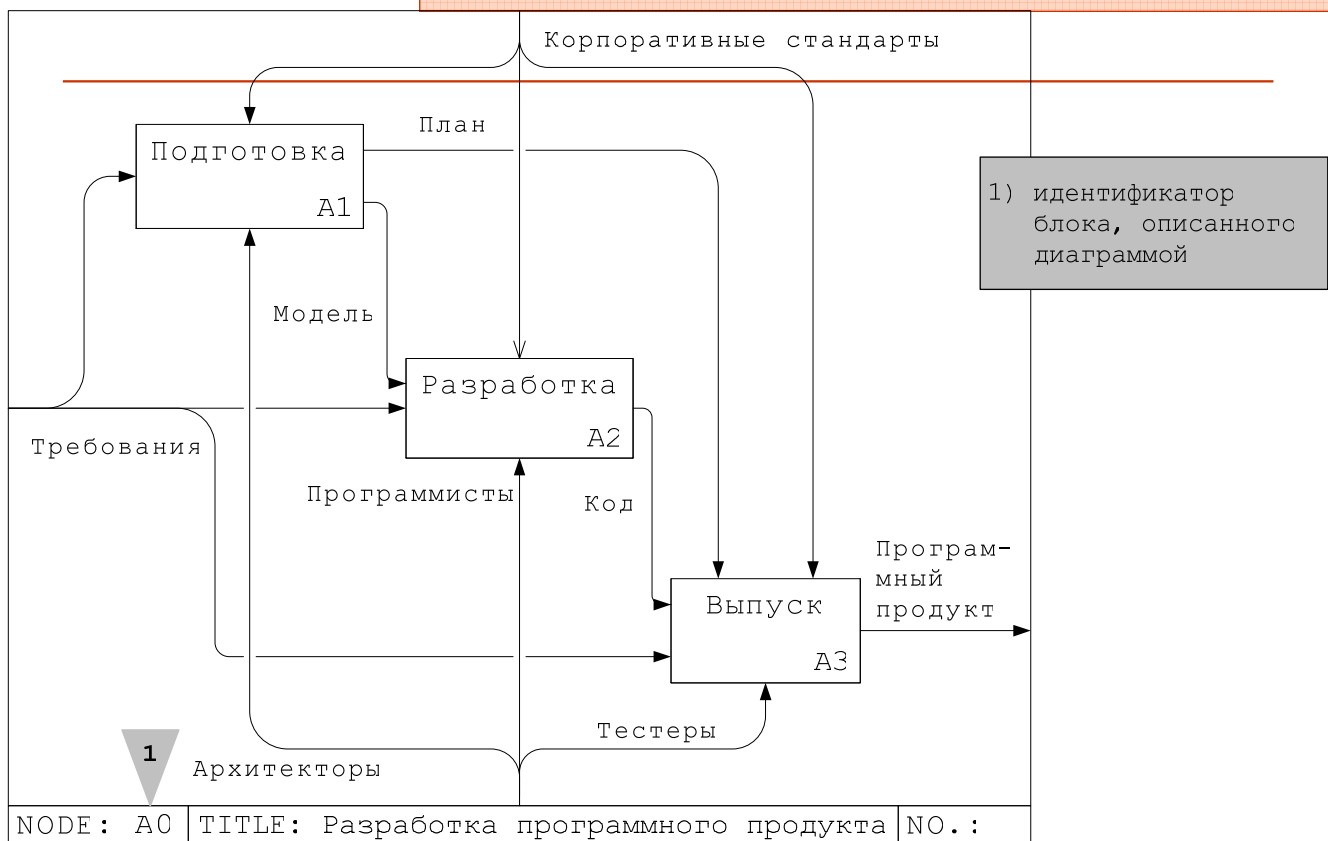 Корпоративные стандарты
План
Подготовка
A1
1) идентификатор
блока, описанного
диаграммой
Модель
Разработка
A2
Требования
Программисты
Код
Програм-
мный
продукт
Выпуск
A3
Тестеры
1
Архитекторы
NODE: A0 TITLE: Разработка программного продукта NO.: